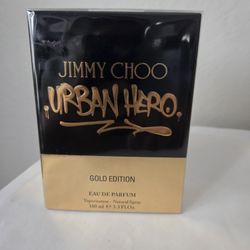 JIMMY CHOO
URBAN HERO
GOLD EDITION
EAU DE PARFUM
Vaporisateur - Natural Spray
100 ml ℮ 3.3 Fl.Oz